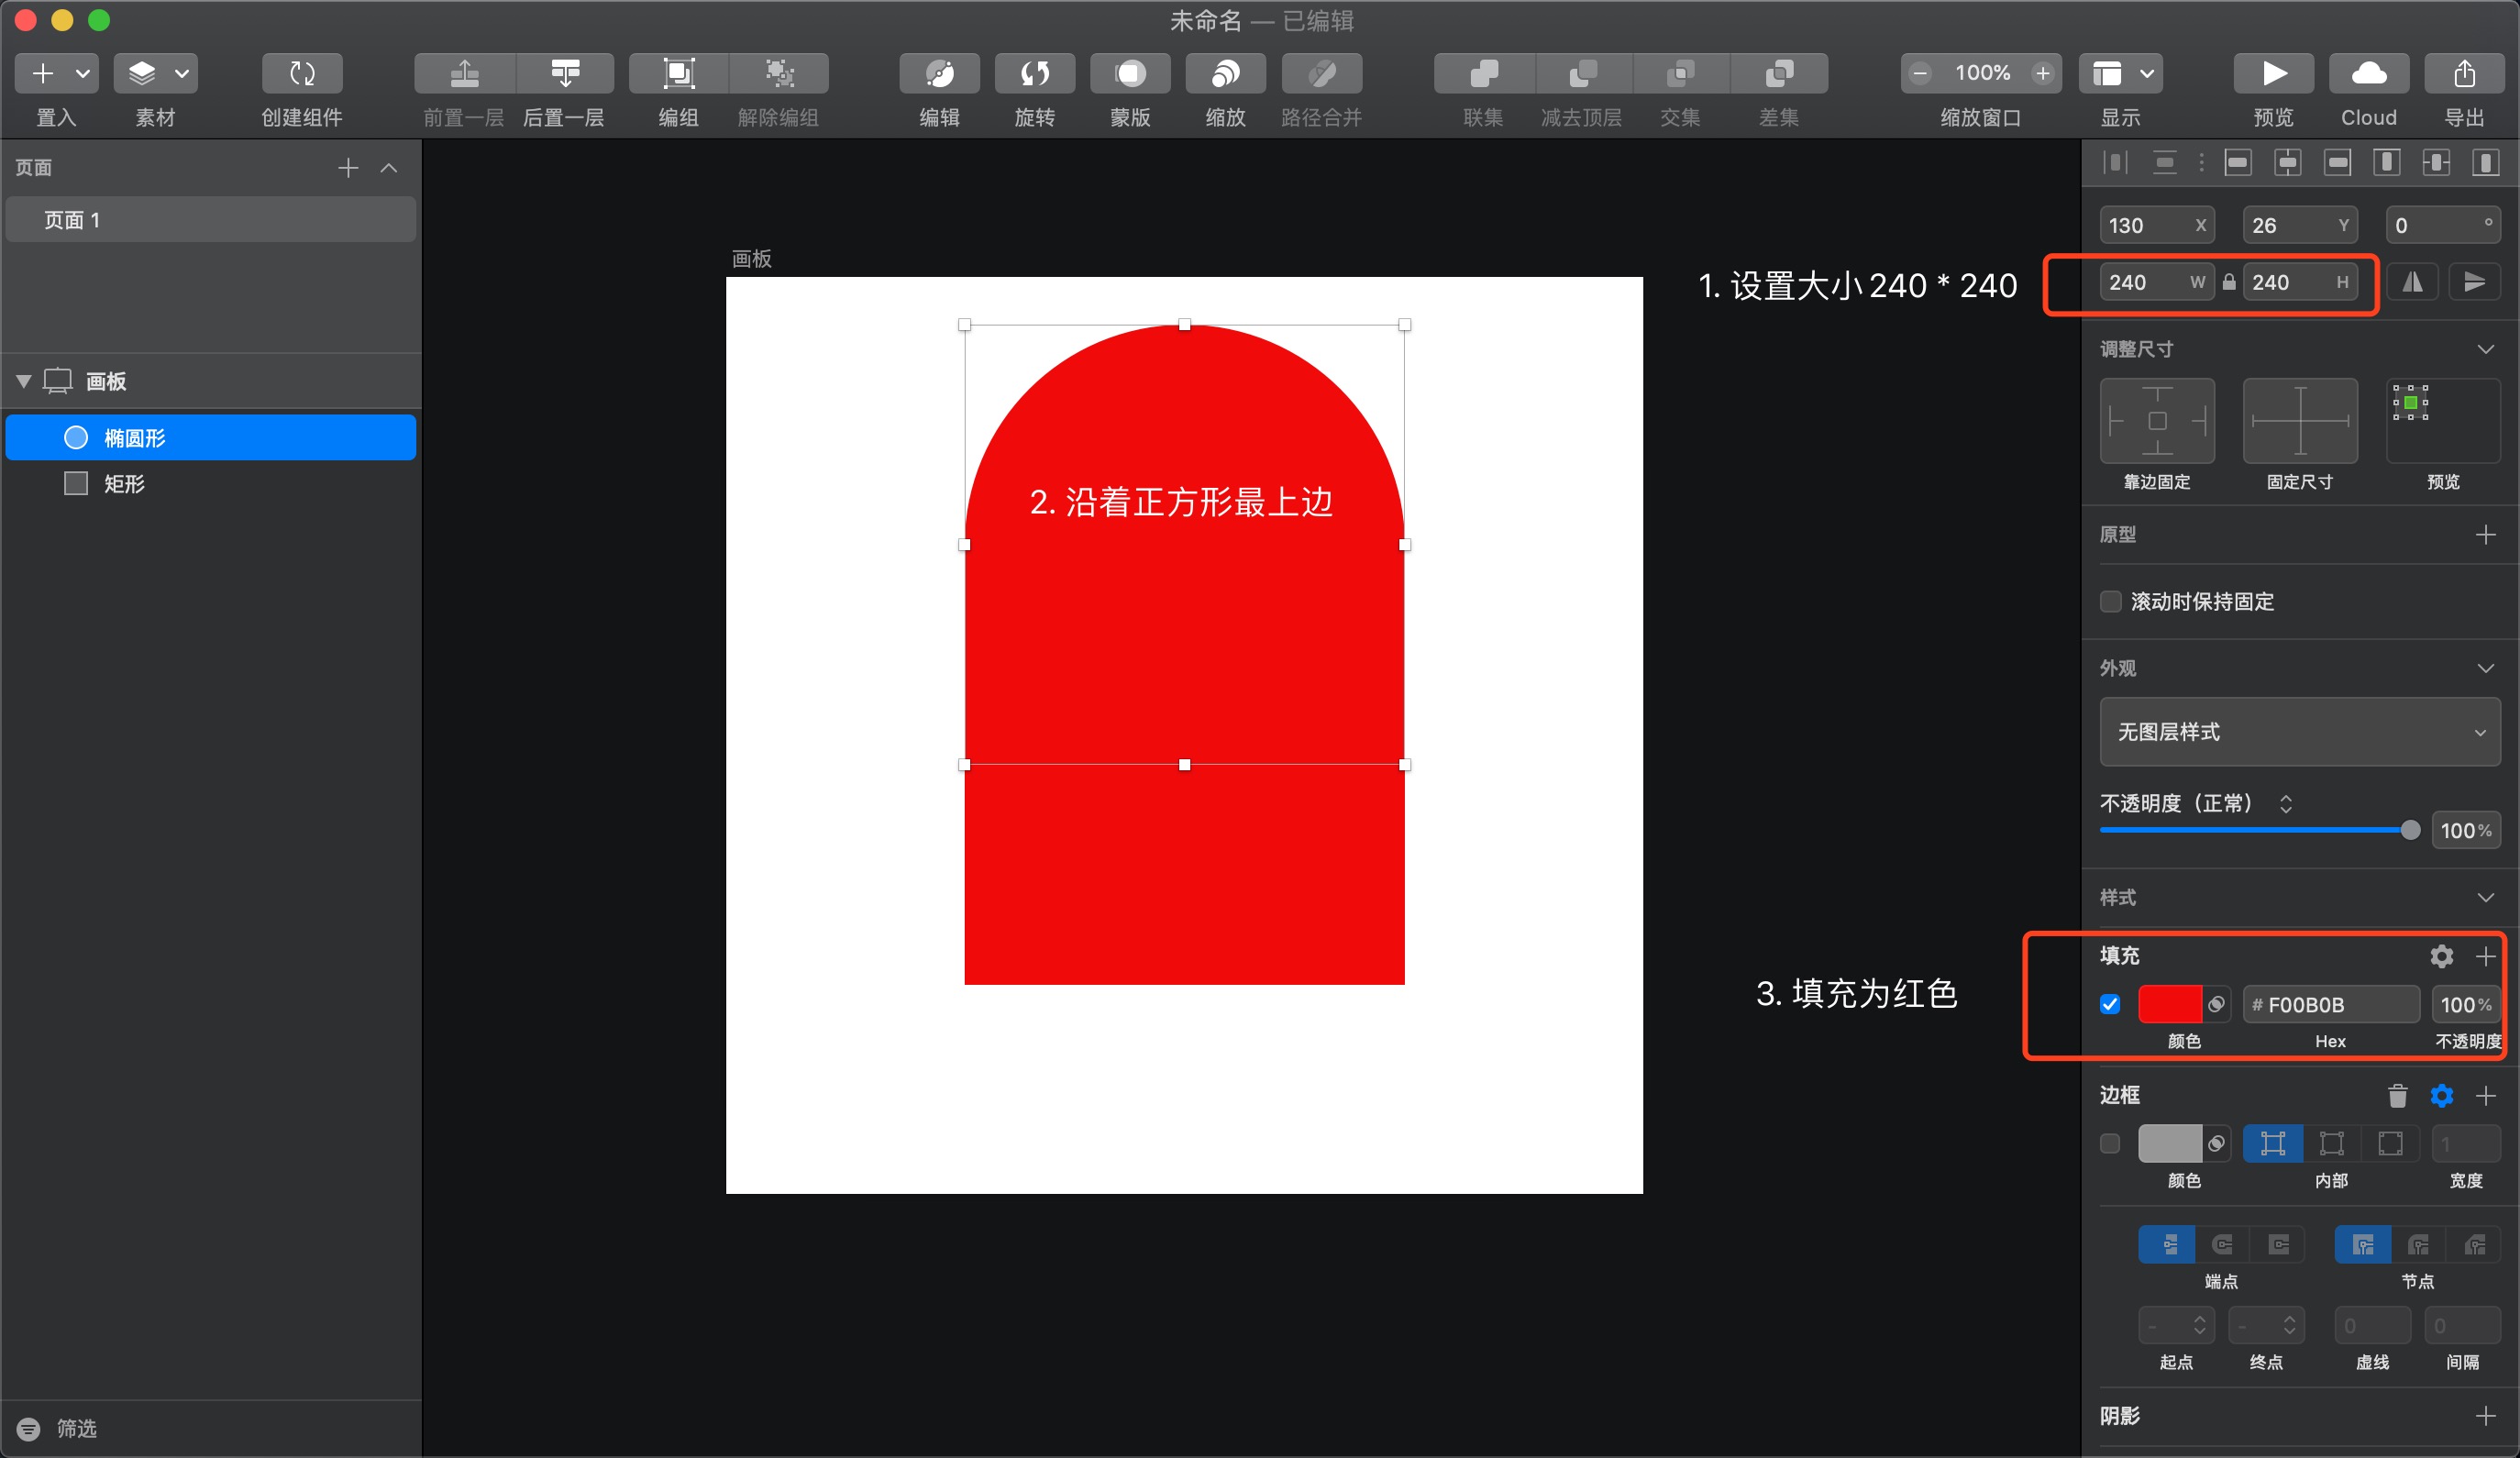 未命名 — 已编辑
置入
素材
创建组件
前置一层
后置一层
编组
解除编组
编辑
旋转
蒙版
缩放
路径合并
联集
减去顶层
交集
差集
100%
缩放窗口
显示
预览
Cloud
导出
页面
页面 1
画板
椭圆形
矩形
筛选
画板
1. 设置大小 240 * 240
2. 沿着正方形最上边
3. 填充为红色
130 X
26 Y
0 °
240 W
240 H
调整尺寸
靠边固定
固定尺寸
预览
原型
滚动时保持固定
外观
无图层样式
不透明度（正常）
100%
样式
填充
# F00B0B
100%
颜色
Hex
不透明度
边框
1
颜色
内部
宽度
端点
节点
-
-
0
0
起点
终点
虚线
间隔
阴影